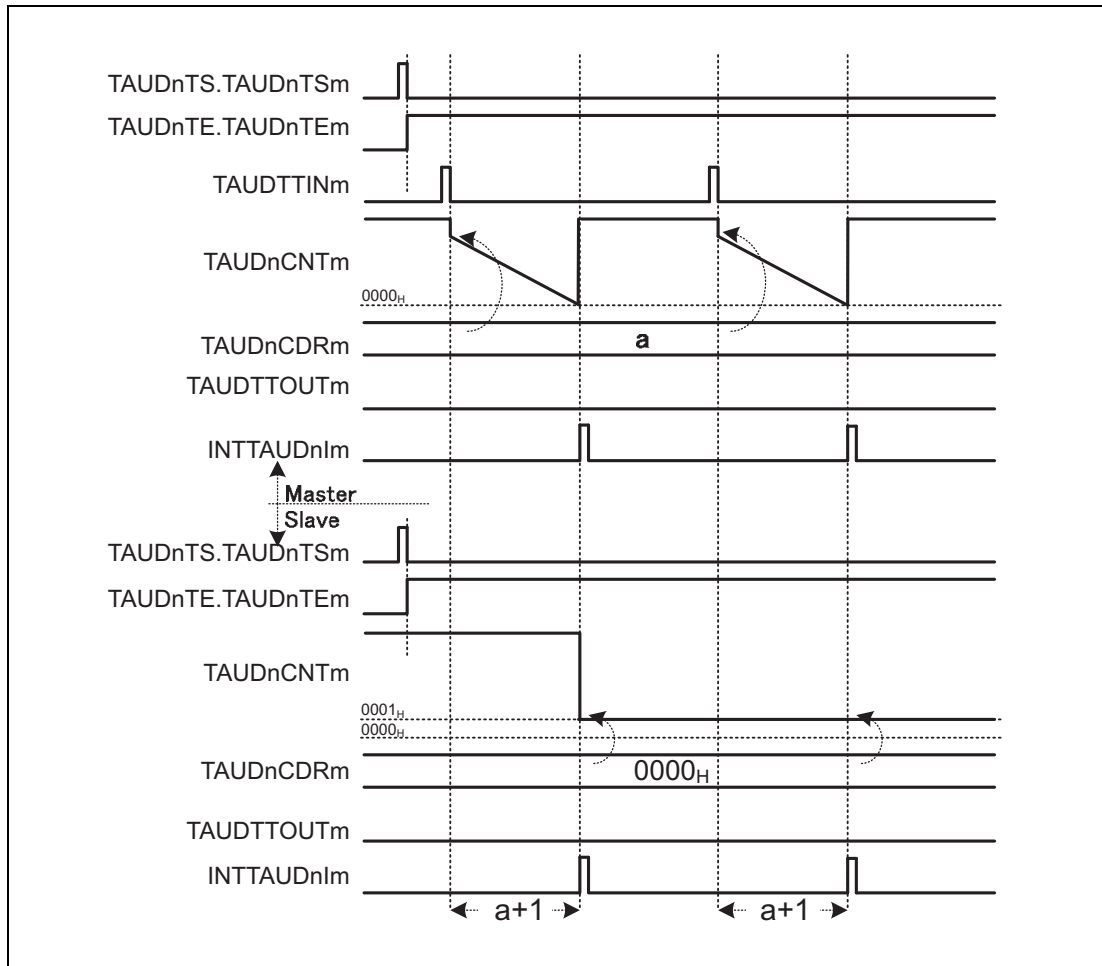 TAUDnTS.TAUDnTSm
TAUDnTE.TAUDnTEm
TAUDTTINm
TAUDnCNTm
0000H
TAUDnCDRm
a
TAUDTTOUTm
INTTAUDnIm
Master
Slave
TAUDnTS.TAUDnTSm
TAUDnTE.TAUDnTEm
TAUDnCNTm
0001H
0000H
TAUDnCDRm
0000H
TAUDTTOUTm
INTTAUDnIm
a+1 a+1